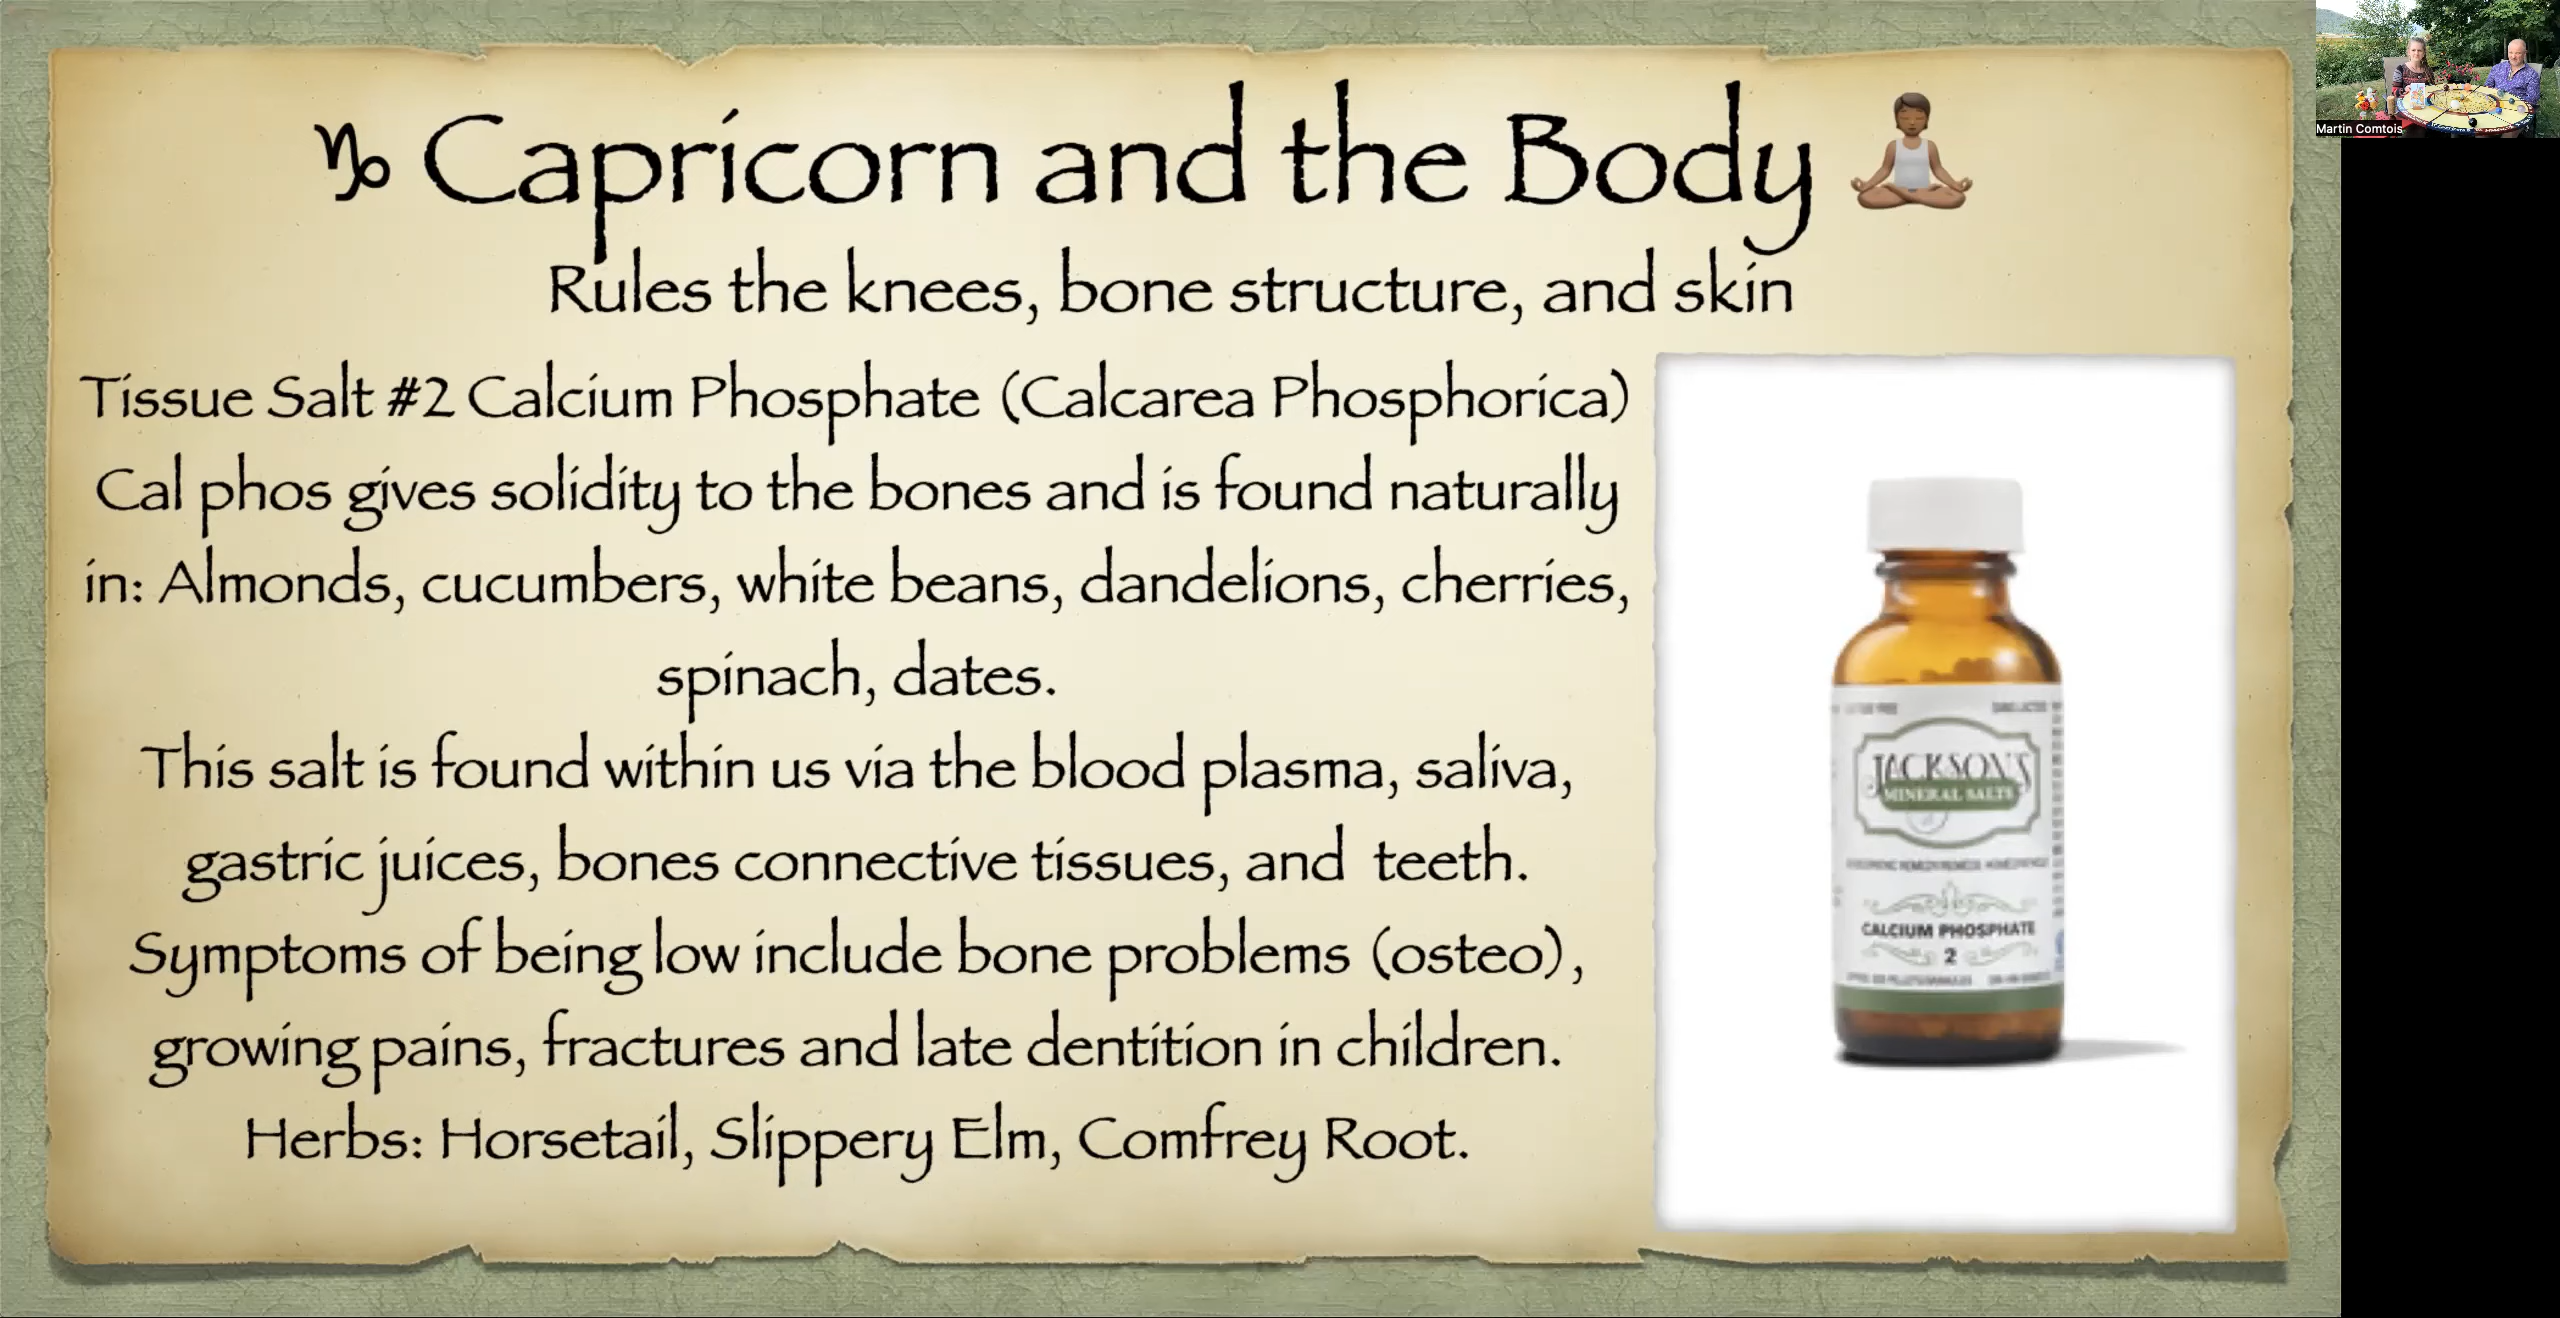 ♑ Capricorn and the Body 🧘🏾
Rules the knees, bone structure, and skin
Tissue Salt #2 Calcium Phosphate (Calcarea Phosphorica)
Cal phos gives solidity to the bones and is found naturally
in: Almonds, cucumbers, white beans, dandelions, cherries,
spinach, dates.
This salt is found within us via the blood plasma, saliva,
gastric juices, bones connective tissues, and teeth.
Symptoms of being low include bone problems (osteo),
growing pains, fractures and late dentition in children.
Herbs: Horsetail, Slippery Elm, Comfrey Root.
JACKSON'S
MINERAL SALTS
CALCIUM PHOSPHATE
2
Martin Comtois